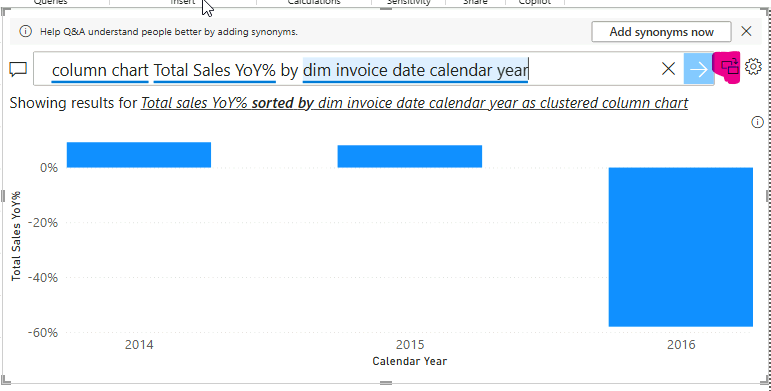 Queries Insert Calculations Sensitivity Share Copilot
Help Q&A understand people better by adding synonyms. Add synonyms now
column chart Total Sales YoY% by dim invoice date calendar year
Showing results for Total sales YoY% sorted by dim invoice date calendar year as clustered column chart
0%
-20%
-40%
-60%
Total Sales YoY%
2014 2015 2016
Calendar Year